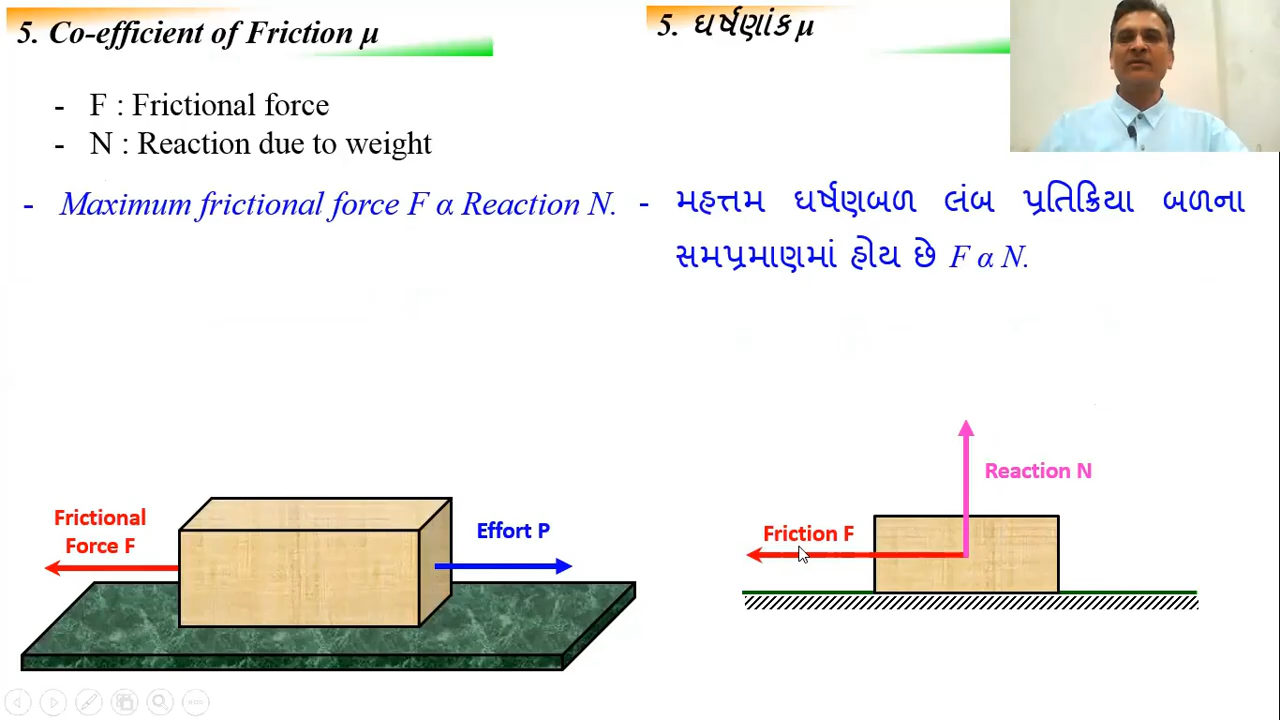 5. Co-efficient of Friction μ
- F : Frictional force
- N : Reaction due to weight
- Maximum frictional force F α Reaction N.
5. ઘર્ષણાંક μ
- મહત્તમ ઘર્ષણબળ લંબ પ્રતિક્રિયા બળના
સમપ્રમાણમાં હોય છે F α N.
Frictional
Force F
Effort P
Reaction N
Friction F